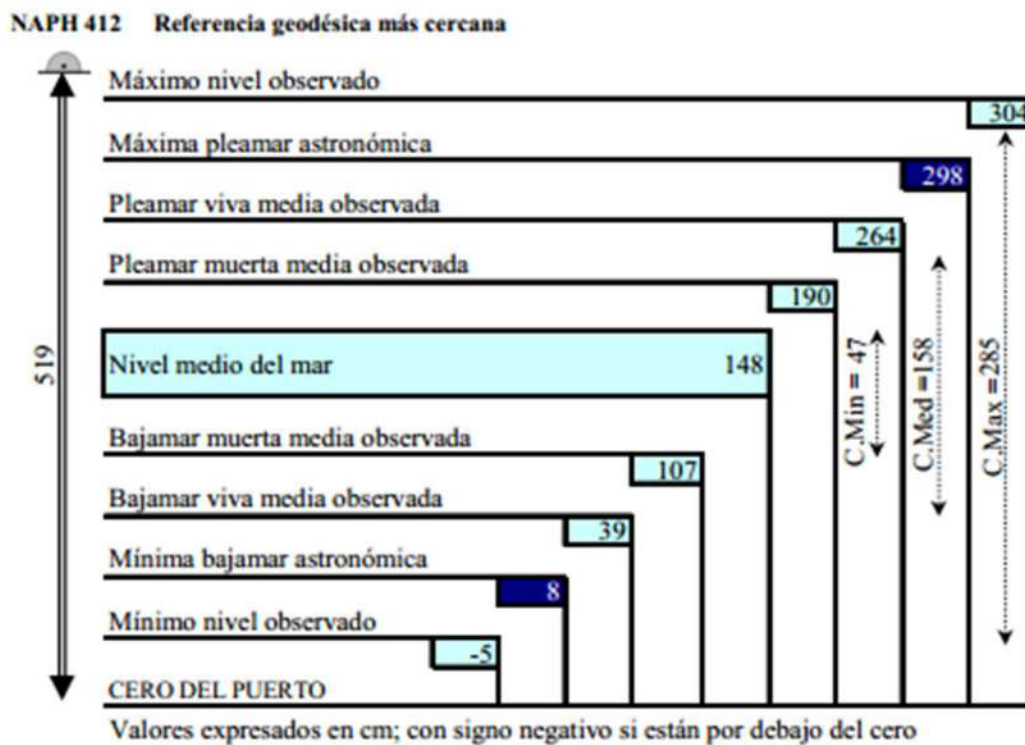 NAPH 412 Referencia geodésica más cercana
Máximo nivel observado
304
Máxima pleamar astronómica
298
Pleamar viva media observada
264
Pleamar muerta media observada
190
519
Nivel medio del mar 148
C.Min = 47
C.Med =158
C.Max =285
Bajamar muerta media observada
107
Bajamar viva media observada
39
Mínima bajamar astronómica
8
Mínimo nivel observado
-5
CERO DEL PUERTO
Valores expresados en cm; con signo negativo si están por debajo del cero